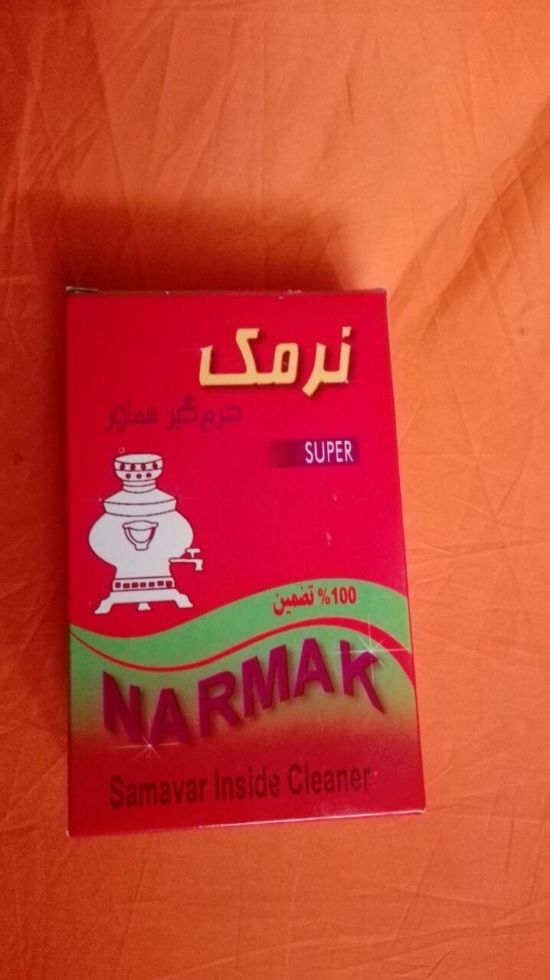 نرمک
جرم گیر سماور
SUPER
100% تضمین
NARMAK
Samavar Inside Cleaner